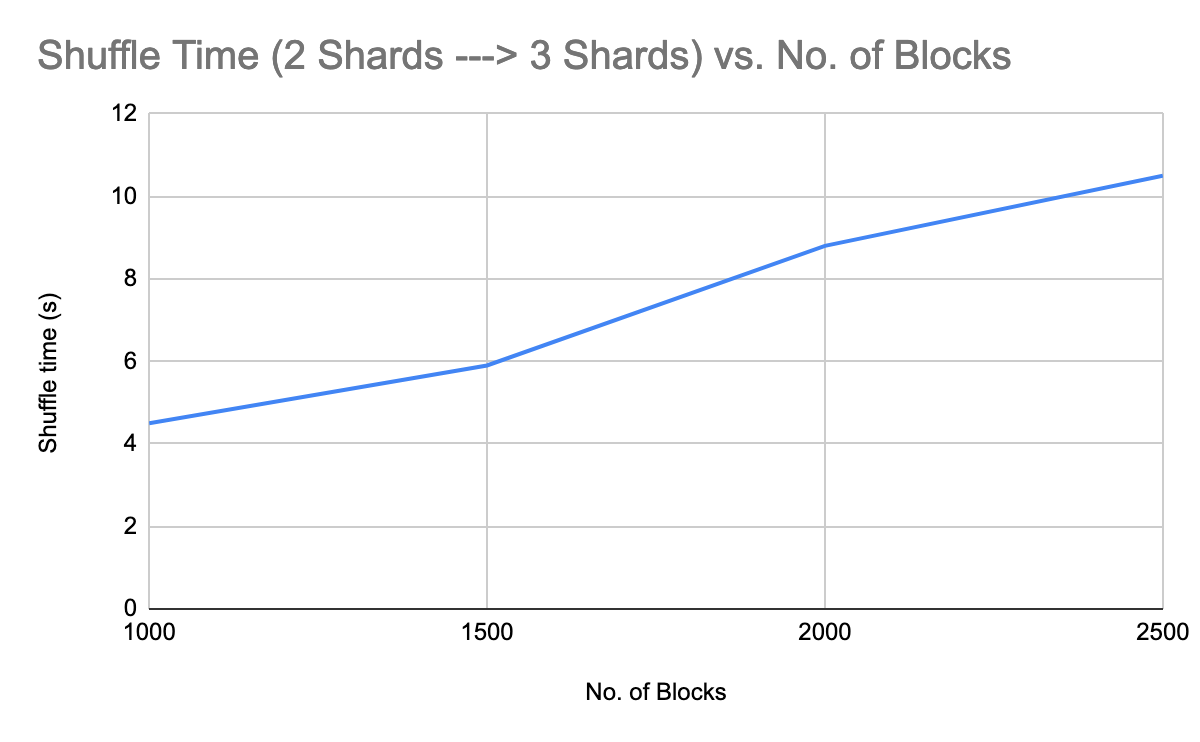 Shuffle Time (2 Shards ---> 3 Shards) vs. No. of Blocks
12
10
8
6
4
2
0
Shuffle time (s)
1000 1500 2000 2500
No. of Blocks